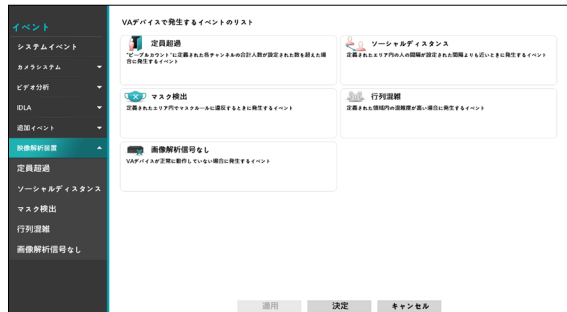 イベント
システムイベント
カメラシステム
ビデオ分析
IDLA
追加イベント
映像解析装置
定員超過
ソーシャルディスタンス
マスク検出
行列混雑
画像解析信号なし
VAデバイスで発生するイベントのリスト
定員超過
"ピープルカウント"に定義された各チャンネルの合計人数が設定された数を超えた場
合に発生するイベント
ソーシャルディスタンス
定義されたエリア内の人の間隔が設定された間隔よりも近いときに発生するイベント
マスク検出
定義されたエリア内でマスクルールに違反するときに発生するイベント
行列混雑
定義された領域内の混雑度が高い場合に発生するイベント
画像解析信号なし
VAデバイスが正常に動作していない場合に発生するイベント
適用
決定
キャンセル